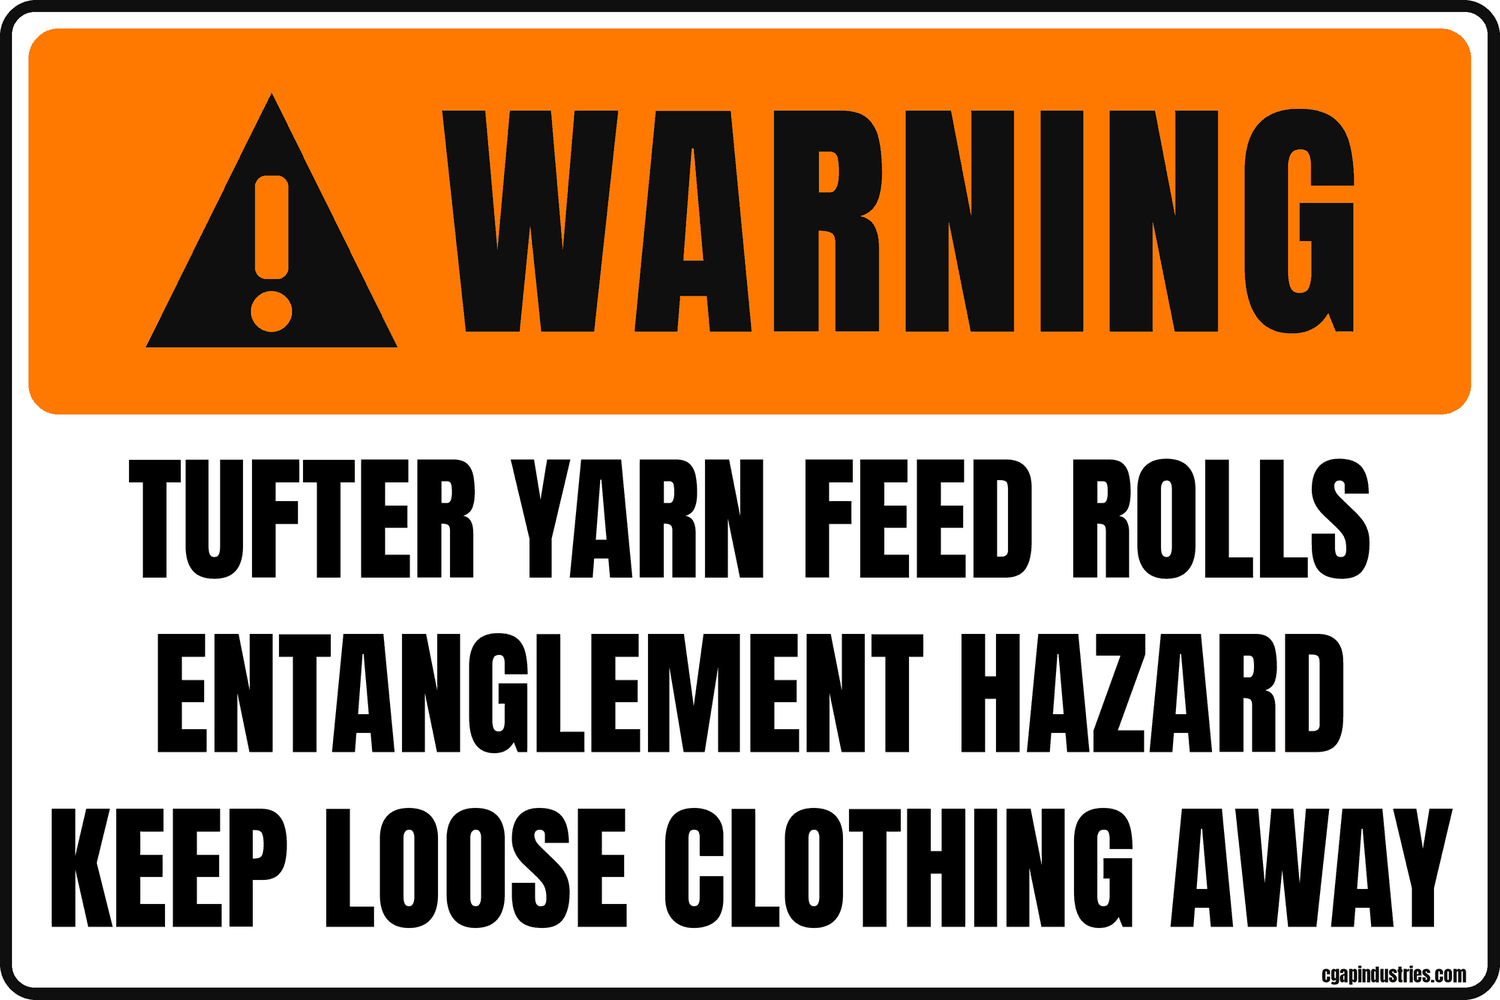 WARNING
TUFTER YARN FEED ROLLS
ENTANGLEMENT HAZARD
KEEP LOOSE CLOTHING AWAY
cgapindustries.com